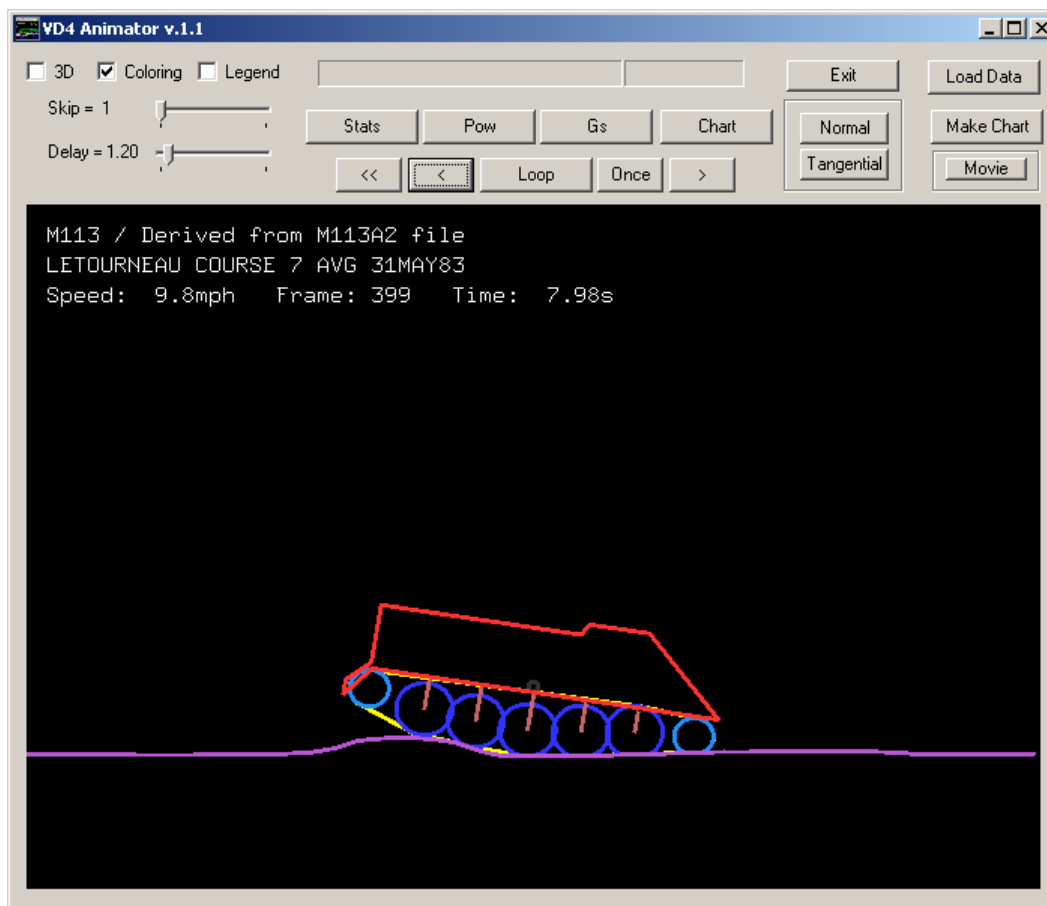 VD4 Animator v.1.1
3D Coloring Legend Exit Load Data
Skip = 1
Stats Pow Gs Chart Normal Make Chart
Delay = 1.20
<< < Loop Once > Tangential Movie
M113 / Derived from M113A2 file
LETOURNEAU COURSE 7 AVG 31MAY83
Speed: 9.8mph Frame: 399 Time: 7.98s